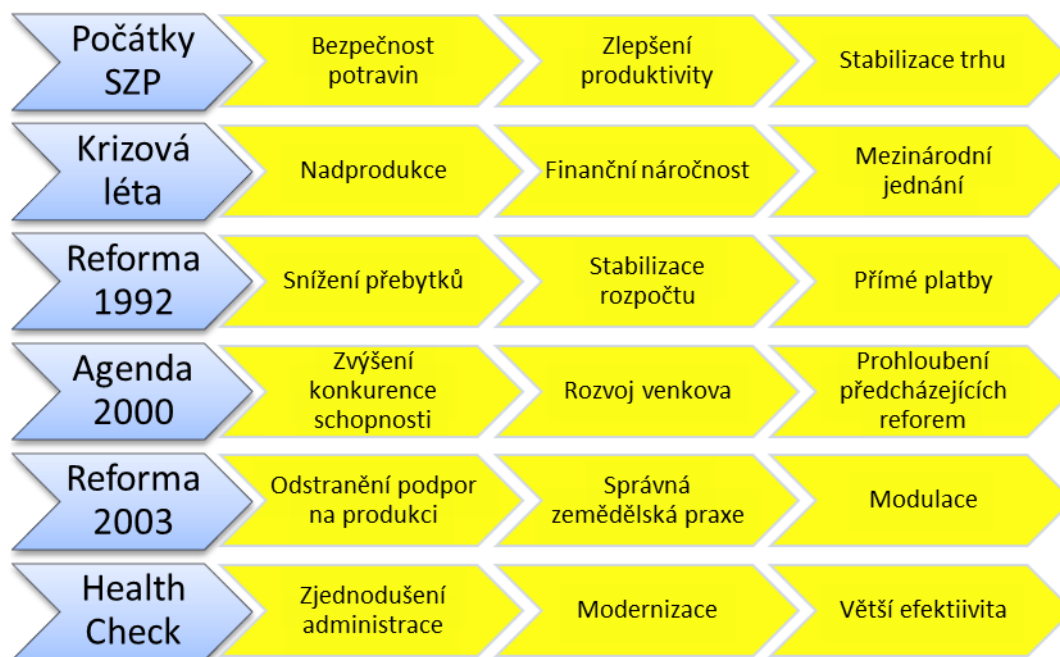 Počátky
SZP
Bezpečnost
potravin
Zlepšení
produktivity
Stabilizace trhu
Krizová
léta
Nadprodukce
Finanční náročnost
Mezinárodní
jednání
Reforma
1992
Snížení přebytků
Stabilizace
rozpočtu
Přímé platby
Agenda
2000
Zvýšení
konkurence
schopnosti
Rozvoj venkova
Prohloubení
předcházejících
reforem
Reforma
2003
Odstranění podpor
na produkci
Správná
zemědělská praxe
Modulace
Health
Check
Zjednodušení
administrace
Modernizace
Větší efektiivita